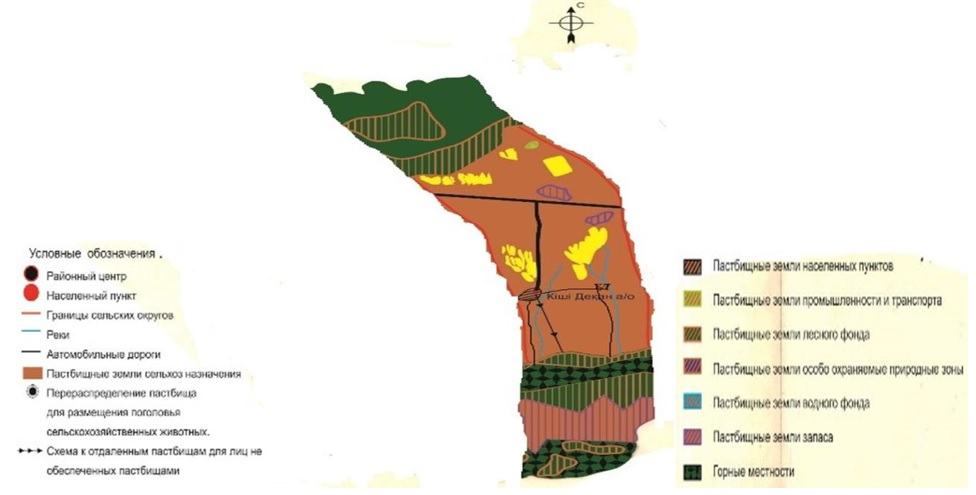 С
Условные обозначения .
Районный центр
Населенный пункт
Границы сельских округов
Реки
Автомобильные дороги
Пастбищные земли сельхоз назначения
Перераспределение пастбища
для размещения поголовья
сельскохозяйственных животных.
Схема к отдаленным пастбищам для лиц не
обеспеченных пастбищами
Кіші Декан а/о
Пастбищные земли населенных пунктов
Пастбищные земли промышленности и транспорта
Пастбищные земли лесного фонда
Пастбищные земли особо охраняемые природные зоны
Пастбищные земли водного фонда
Пастбищные земли запаса
Горные местности